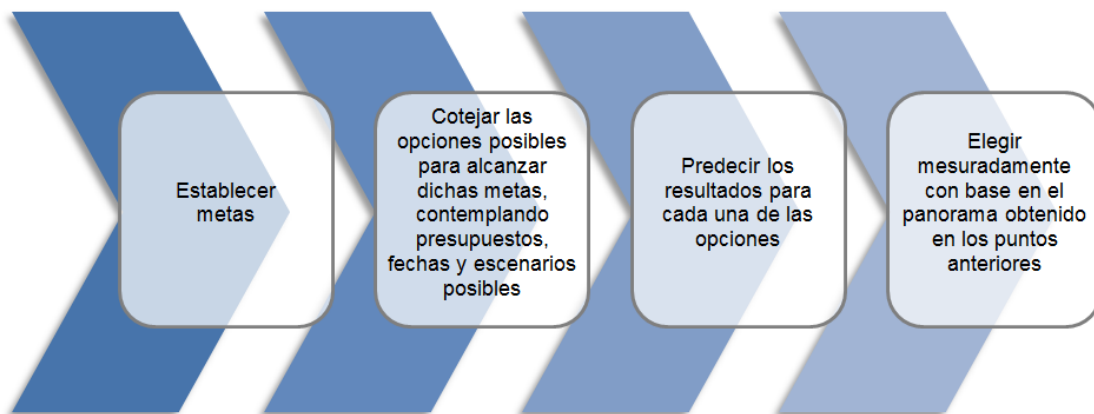 Establecer
metas
Cotejar las
opciones posibles
para alcanzar
dichas metas,
contemplando
presupuestos,
fechas y escenarios
posibles
Predecir los
resultados para
cada una de las
opciones
Elegir
mesuradamente
con base en el
panorama obtenido
en los puntos
anteriores